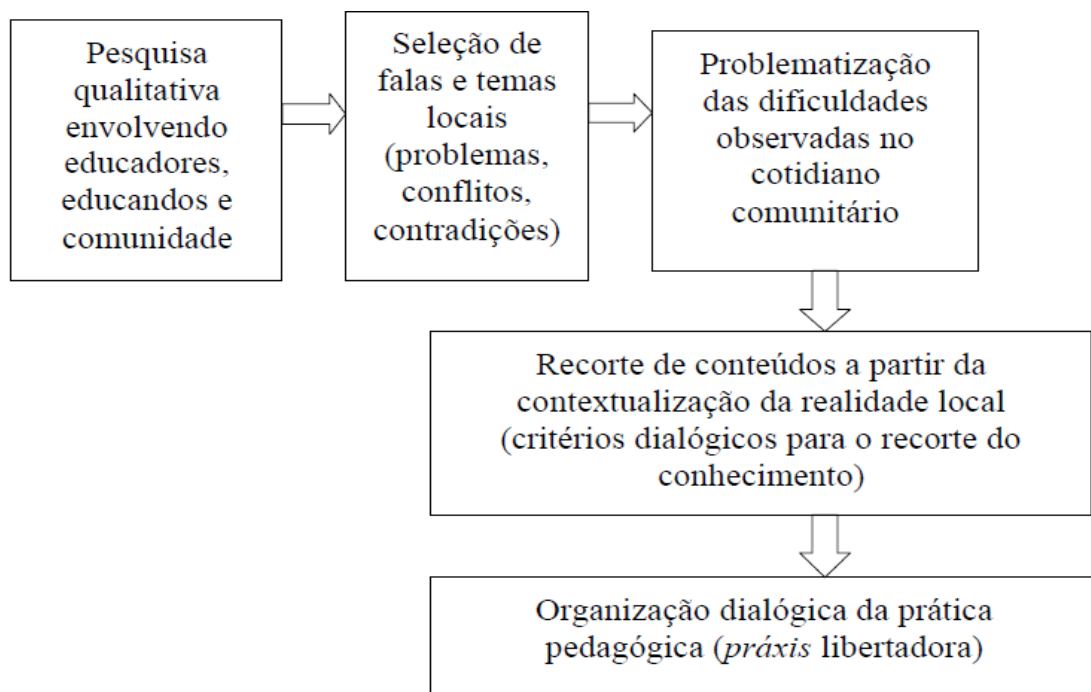 Pesquisa
qualitativa
envolvendo
educadores,
educandos e
comunidade
Seleção de
falas e temas
locais
(problemas,
conflitos,
contradições)
Problematização
das dificuldades
observadas no
cotidiano
comunitário
Recorte de conteúdos a partir da
contextualização da realidade local
(critérios dialógicos para o recorte do
conhecimento)
Organização dialógica da prática
pedagógica (práxis libertadora)